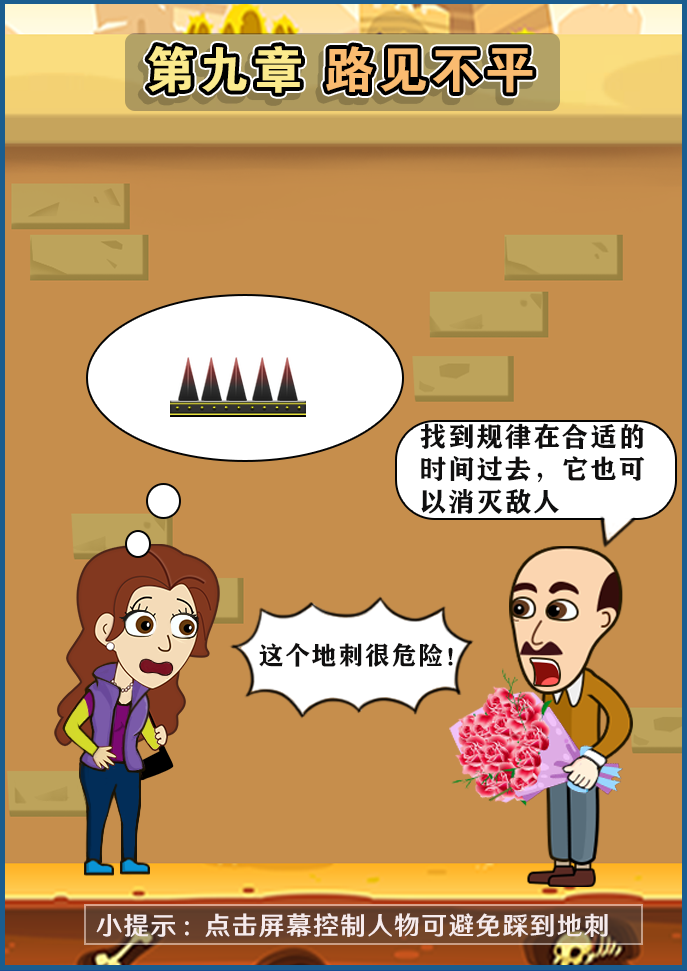 第九章 路见不平
找到规律在合适的
时间过去，它也可
以消灭敌人
这个地刺很危险！
小提示：点击屏幕控制人物可避免踩到地刺